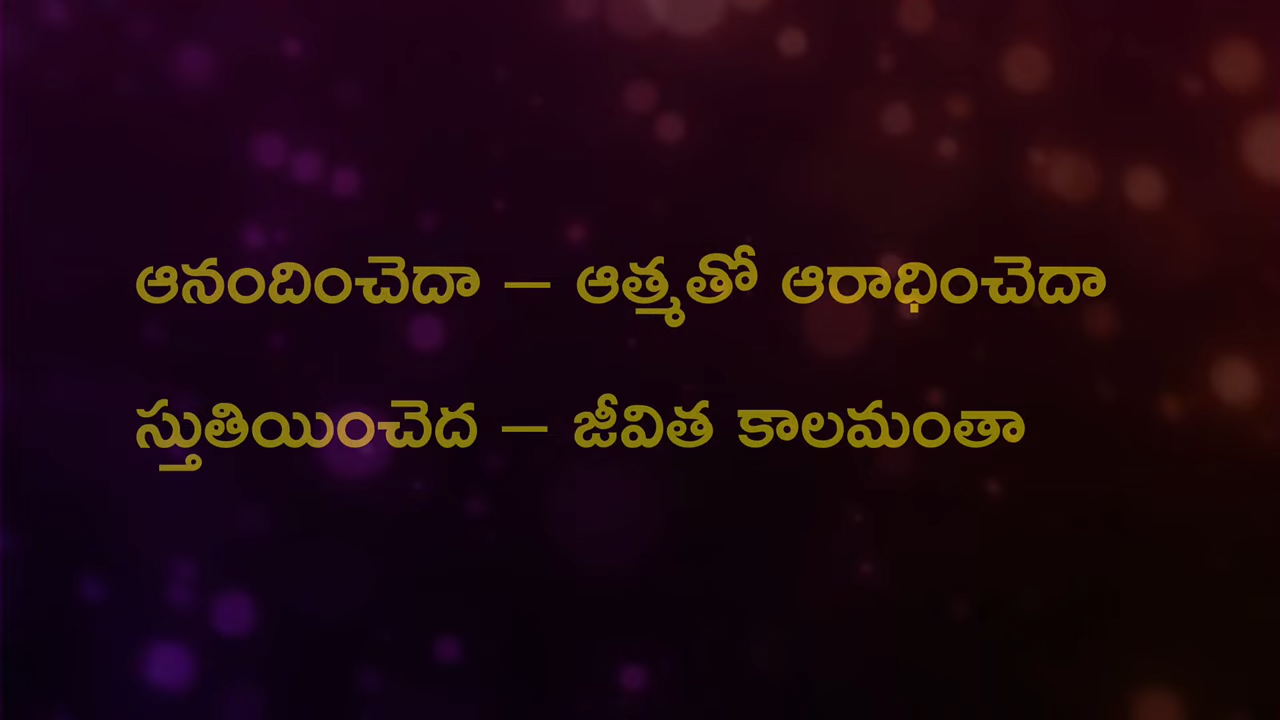 ఆనందించెదా – ఆత్మతో ఆరాధించెదా
స్తుతియించెద – జీవిత కాలమంతా